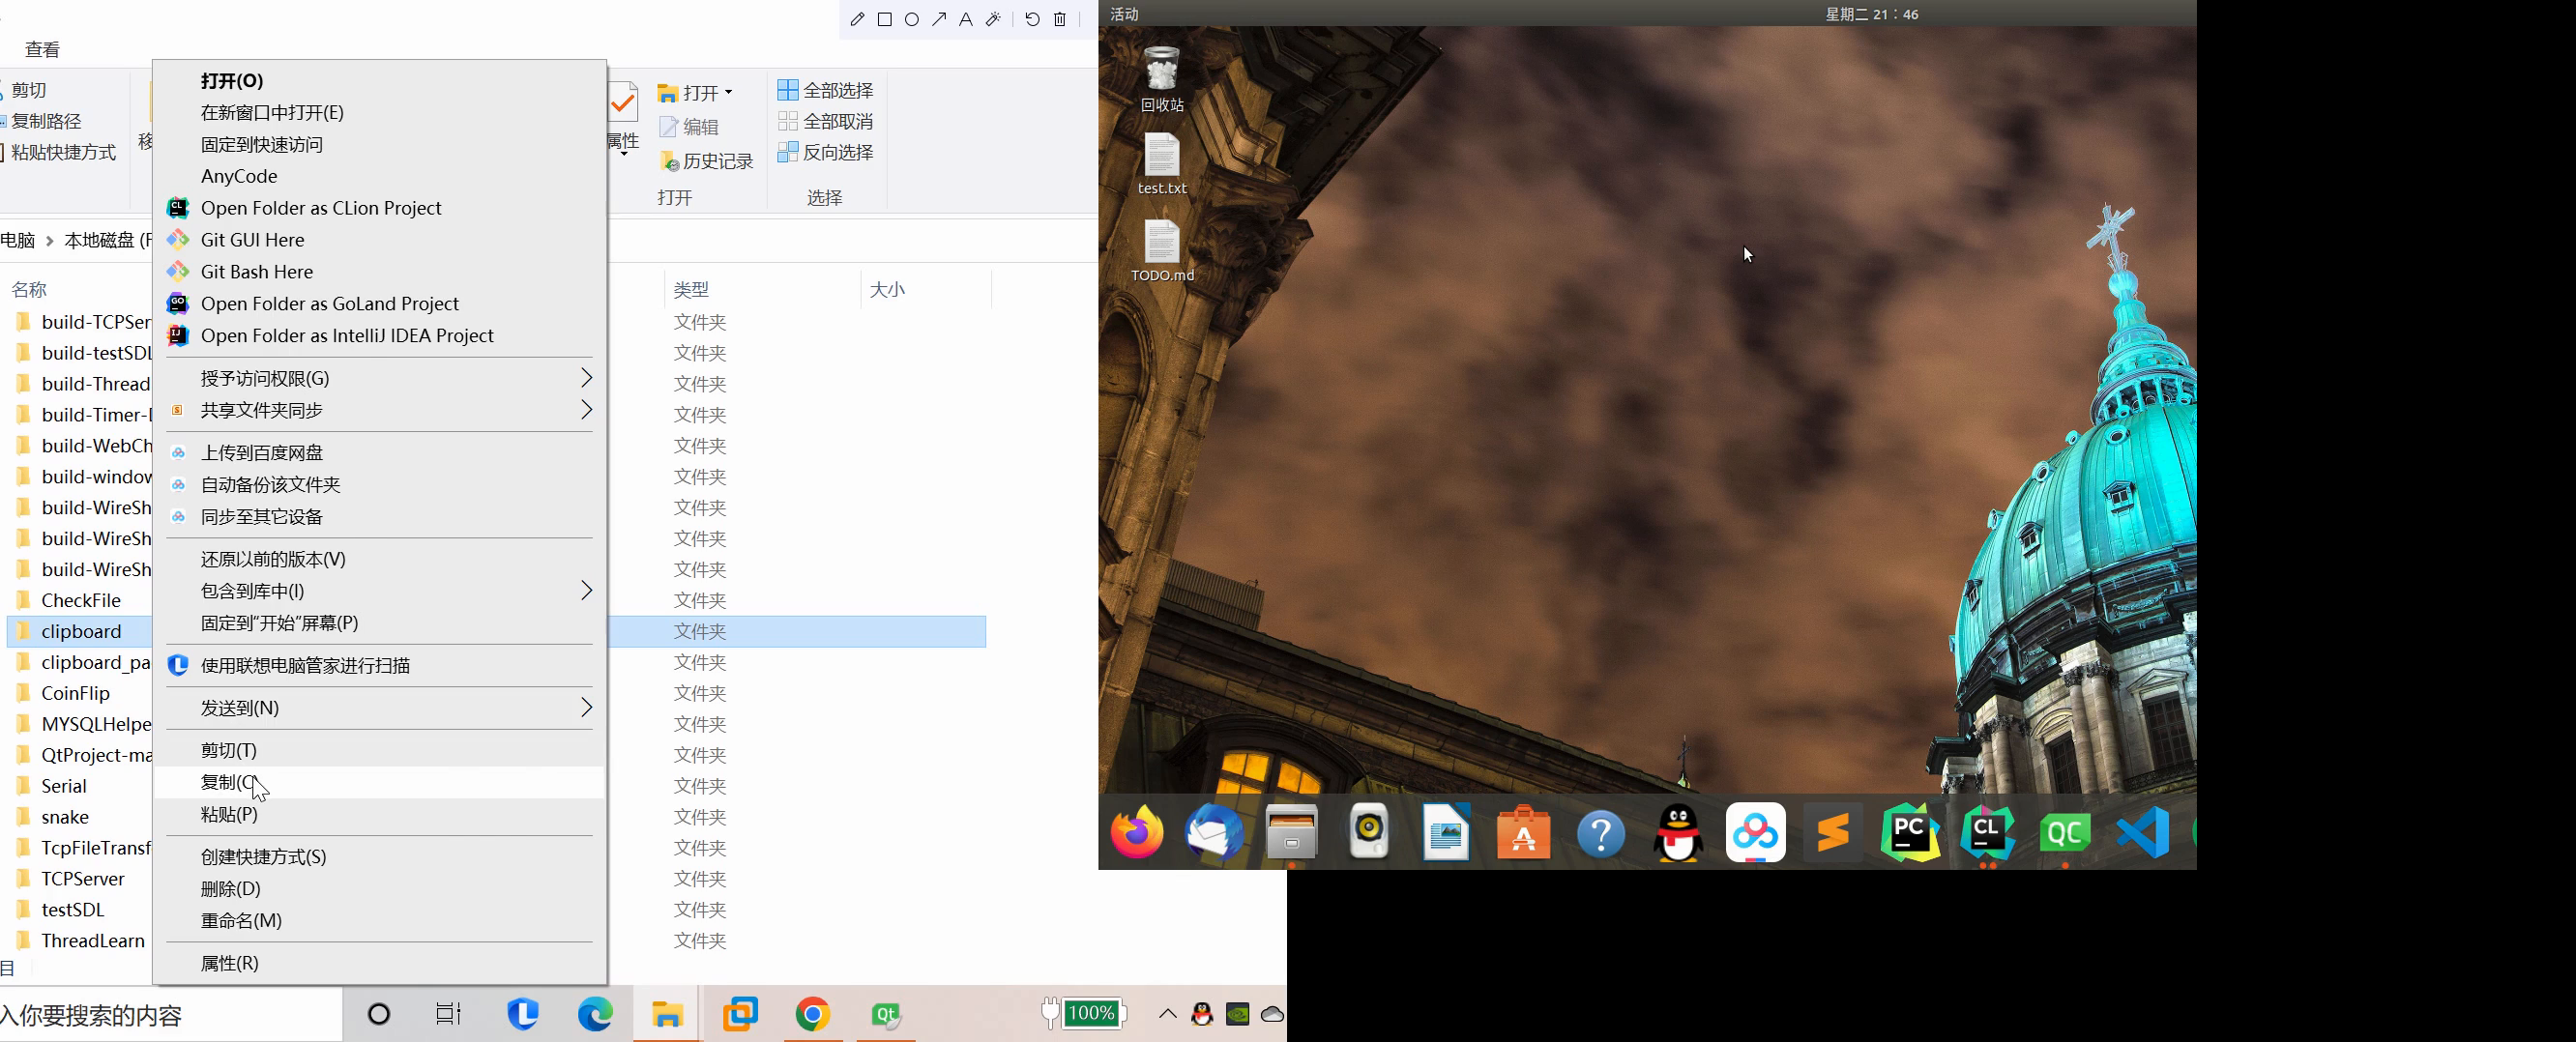 查看
剪切
复制路径
粘贴快捷方式
移
属性
打开
编辑
历史记录
打开
全部选择
全部取消
反向选择
选择
电脑 > 本地磁盘 (F
名称
类型
大小
build-TCPSer
文件夹
build-testSDL
文件夹
build-Thread
文件夹
build-Timer-
文件夹
build-WebCh
文件夹
build-window
文件夹
build-WireSh
文件夹
build-WireSh
文件夹
build-WireSh
文件夹
CheckFile
文件夹
clipboard
文件夹
clipboard_pa
文件夹
CoinFlip
文件夹
MYSQLHelpe
文件夹
QtProject-ma
文件夹
Serial
文件夹
snake
文件夹
TcpFileTransf
文件夹
TCPServer
文件夹
testSDL
文件夹
ThreadLearn
文件夹
目
打开(O)
在新窗口中打开(E)
固定到快速访问
AnyCode
Open Folder as CLion Project
Git GUI Here
Git Bash Here
Open Folder as GoLand Project
Open Folder as IntelliJ IDEA Project
授予访问权限(G)
共享文件夹同步
上传到百度网盘
自动备份该文件夹
同步至其它设备
还原以前的版本(V)
包含到库中(I)
固定到“开始”屏幕(P)
使用联想电脑管家进行扫描
发送到(N)
剪切(T)
复制(C)
粘贴(P)
创建快捷方式(S)
删除(D)
重命名(M)
属性(R)
入你要搜索的内容
Qt
100%
活动
星期二 21：46
回收站
test.txt
TODO.md
PC
CL
QC